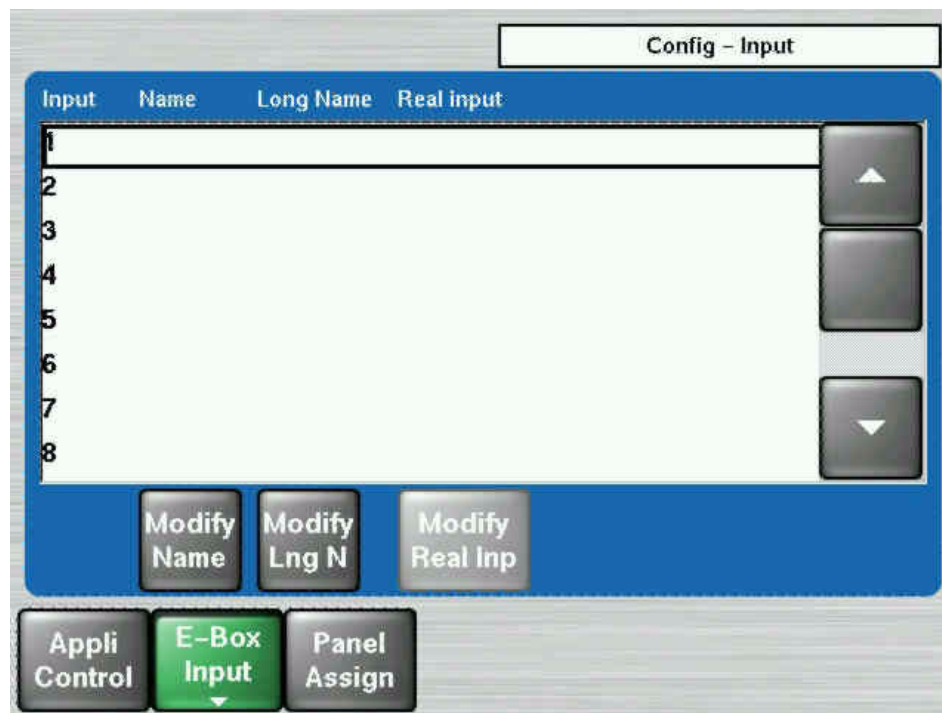 Config – Input
Input Name Long Name Real input
1
2
3
4
5
6
7
8
Modify Name
Modify Lng N
Modify Real Inp
Appli Control
E–Box Input
Panel Assign